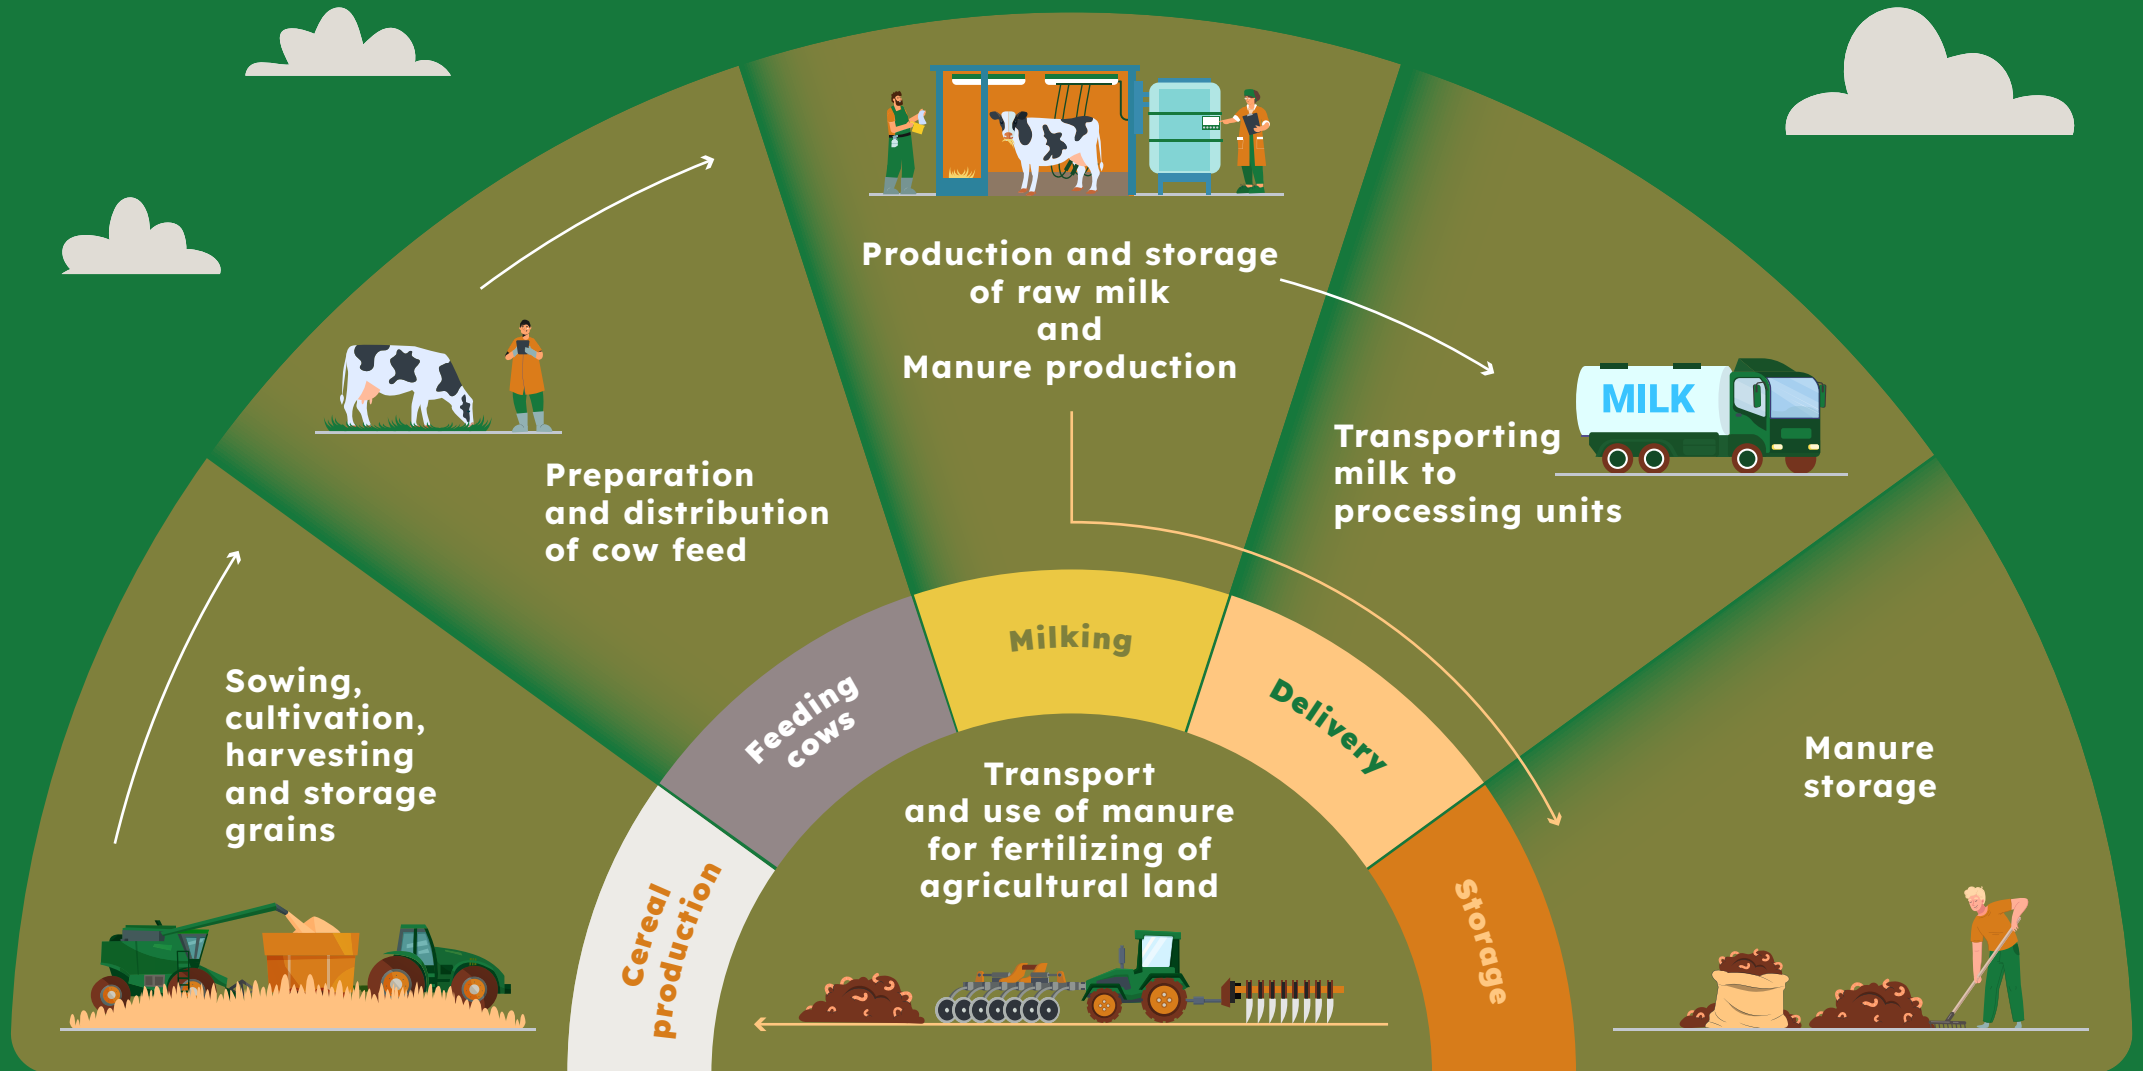 Sowing,
cultivation,
harvesting
and storage
grains
Preparation
and distribution
of cow feed
Production and storage
of raw milk
and
Manure production
Transporting
milk to
processing units
MILK
Manure
storage
Cereal
production
Feeding
cows
Milking
Delivery
Storage
Transport
and use of manure
for fertilizing of
agricultural land